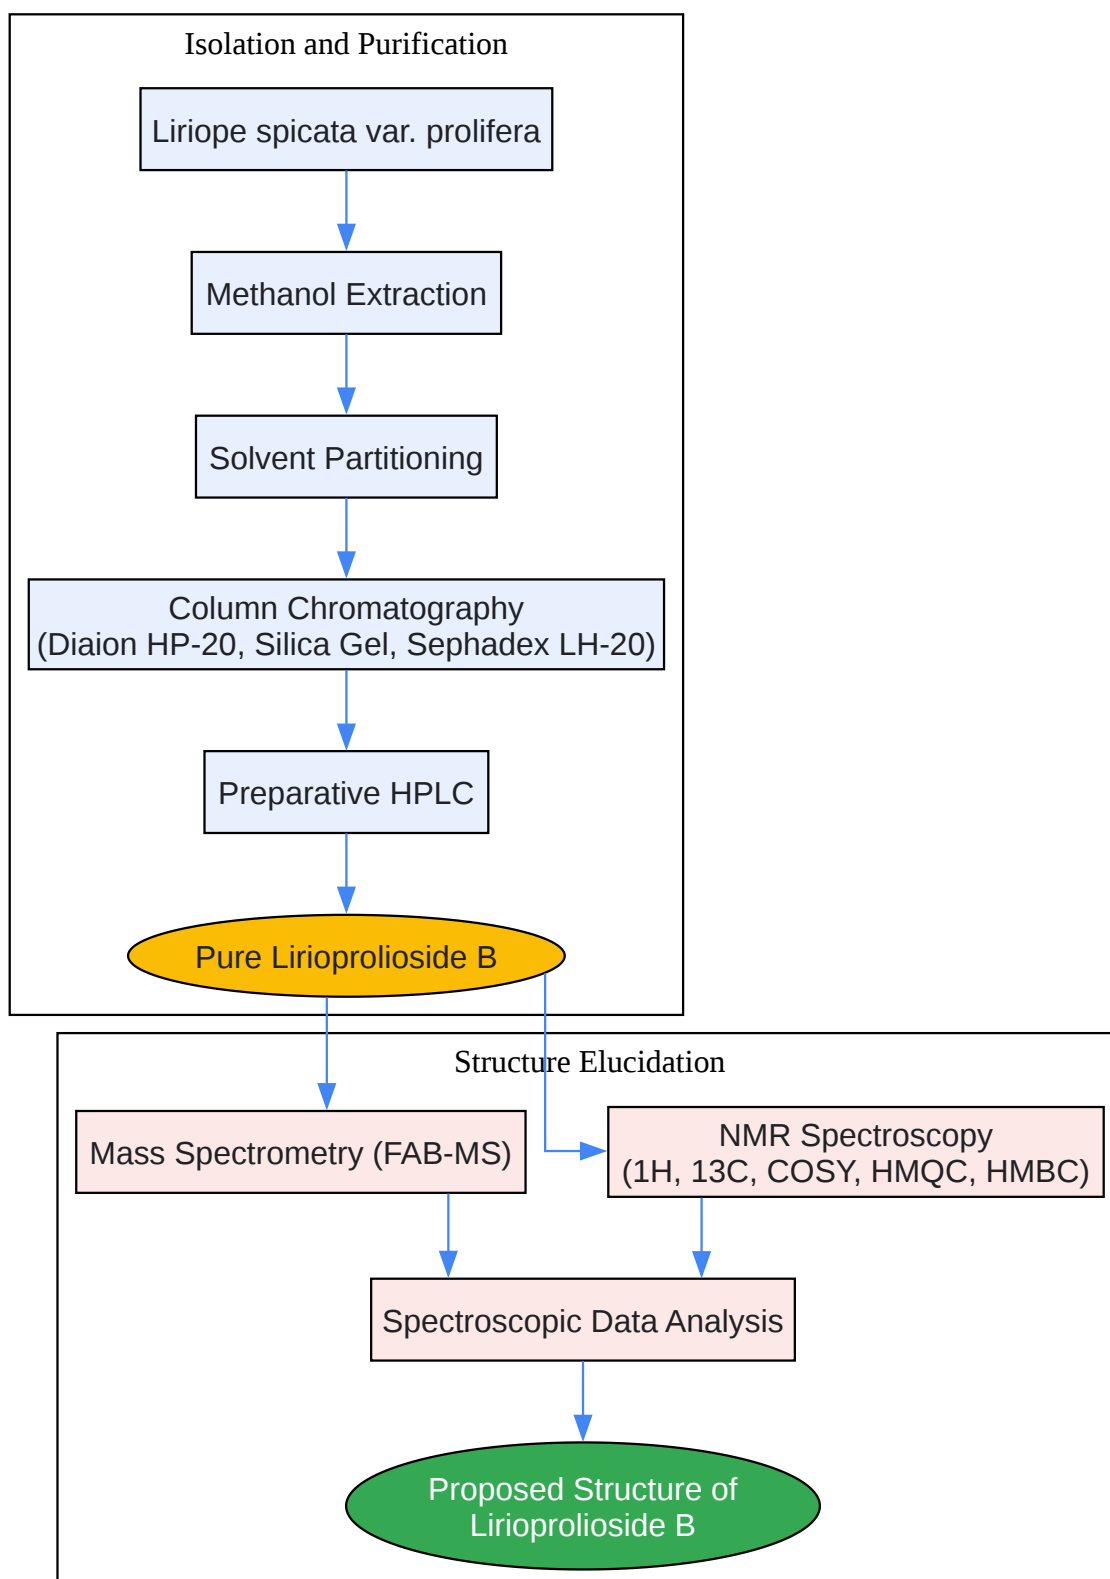 Isolation and Purification
Liriope spicata var. prolifera
Methanol Extraction
Solvent Partitioning
Column Chromatography
(Diaion HP-20, Silica Gel, Sephadex LH-20)
Preparative HPLC
Pure Lirioprolioside B
Structure Elucidation
Mass Spectrometry (FAB-MS)
NMR Spectroscopy
(1H, 13C, COSY, HMQC, HMBC)
Spectroscopic Data Analysis
Proposed Structure of
Lirioprolioside B